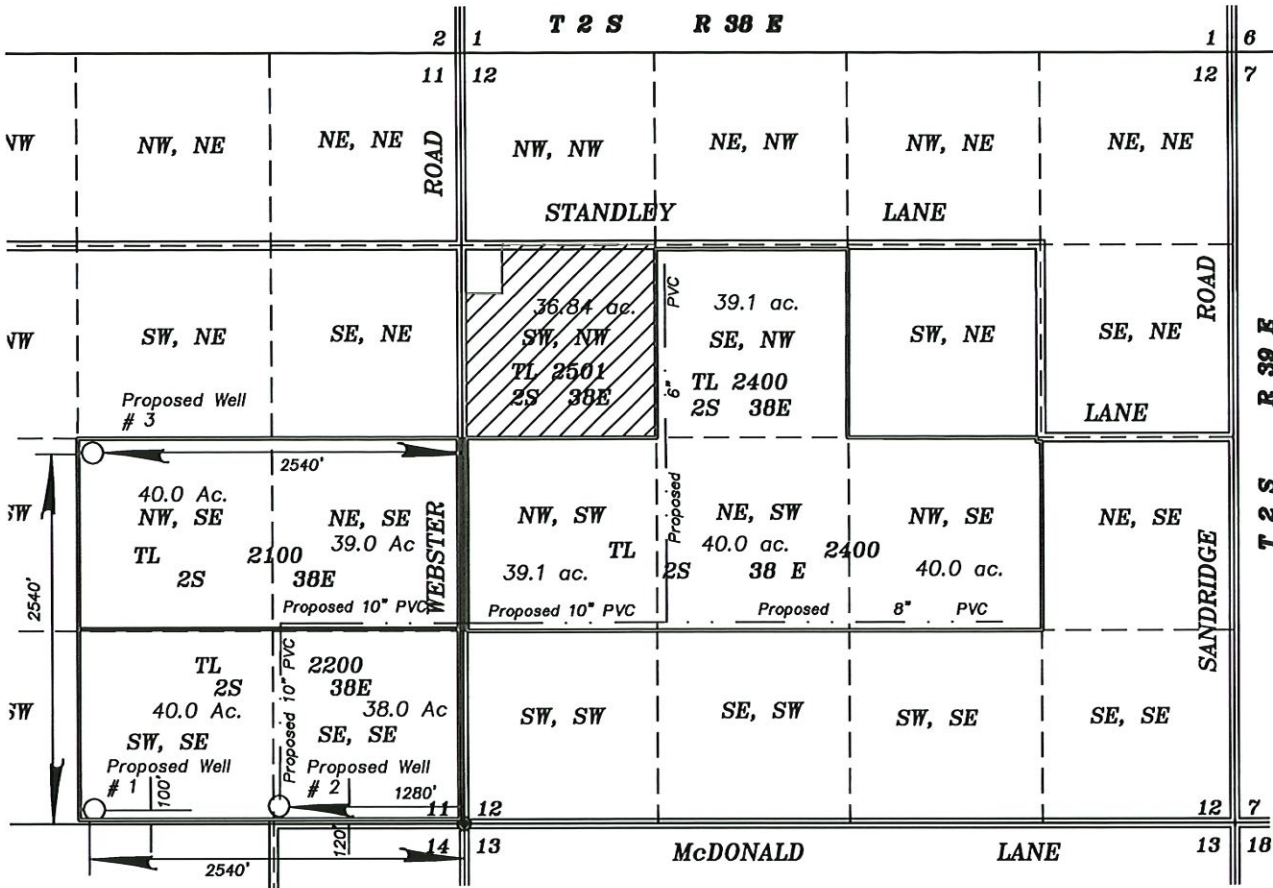 T 2 S R 38 E
2 1
1 6
11 12
12 7
NW
NW, NE
NE, NE
ROAD
NW, NW
NE, NW
NW, NE
NE, NE
STANDLEY LANE
NW
SW, NE
SE, NE
36.84 ac.
SW, NW
TL 2501
2S 38E
6" PVC
39.1 ac.
SE, NW
TL 2400
2S 38E
SW, NE
SE, NE
ROAD
R 39 E
LANE
Proposed Well
# 3
2540'
2540'
SW
40.0 Ac.
NW, SE
NE, SE
39.0 Ac
TL 2100
2S 38E
WEBSTER
NW, SW
39.1 ac.
Proposed
NE, SW
40.0 ac.
TL 2400
2S 38 E
NW, SE
40.0 ac.
NE, SE
T 2 S
SANDRIDGE
Proposed 10" PVC
Proposed 10" PVC
Proposed 8" PVC
SW
TL 2200
2S 38E
40.0 Ac.
38.0 Ac
SW, SE
SE, SE
Proposed 10" PVC
Proposed Well
# 1
100'
Proposed Well
# 2
1280'
SW, SW
SE, SW
SW, SE
SE, SE
11 12
12 7
120'
14 13
13 18
2540'
McDONALD LANE